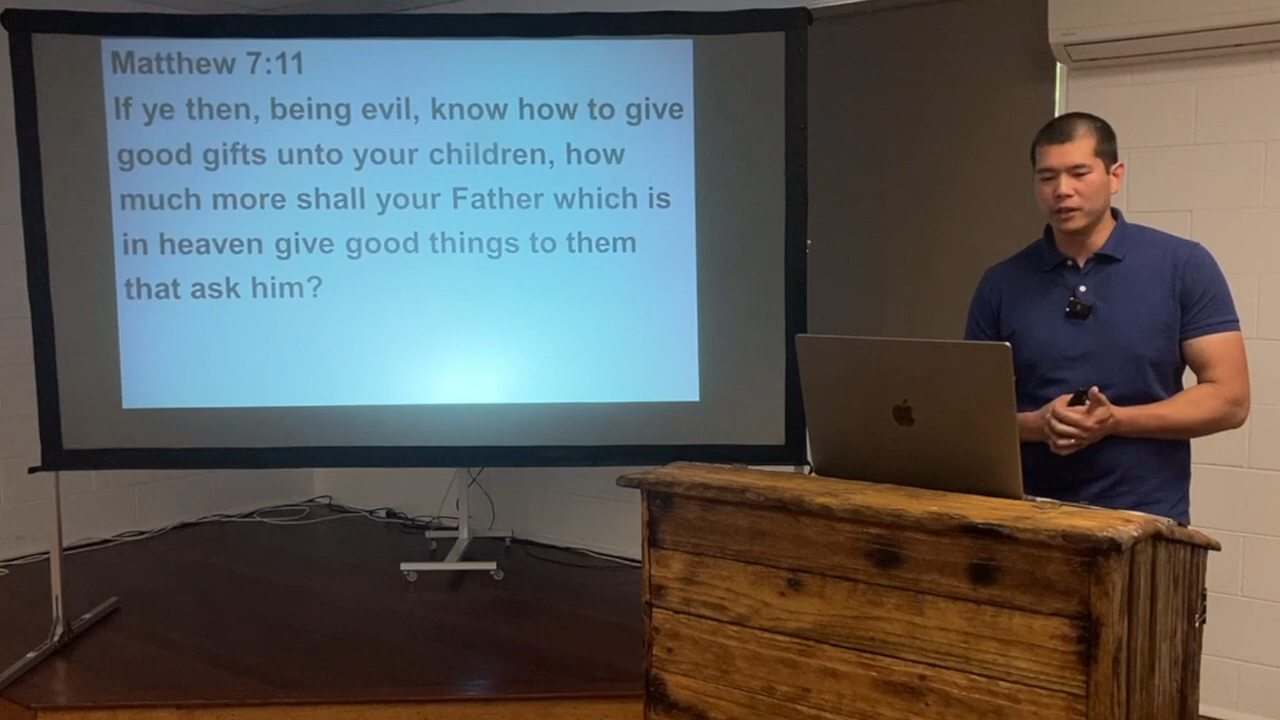 Matthew 7:11
If ye then, being evil, know how to give
good gifts unto your children, how
much more shall your Father which is
in heaven give good things to them
that ask him?